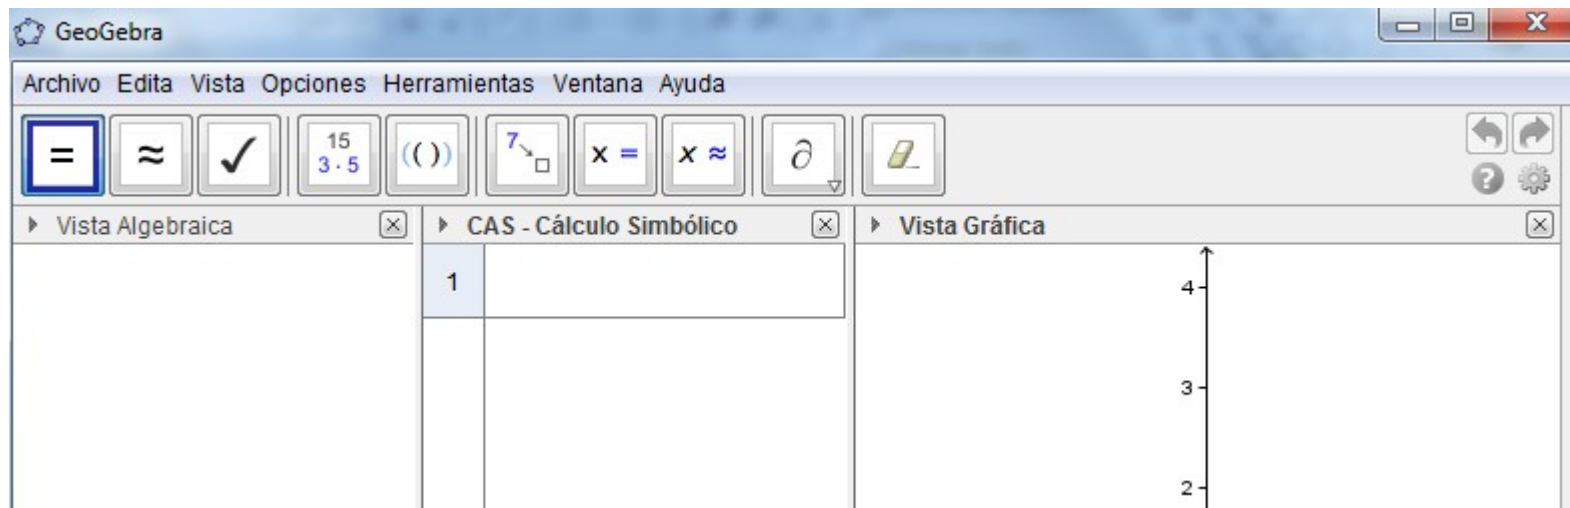 GeoGebra
Archivo Edita Vista Opciones Herramientas Ventana Ayuda
= ≈ ✓ 15 (( )) 7 x = x ≈ ∂
3 · 5
Vista Algebraica
CAS - Cálculo Simbólico
Vista Gráfica
1
4
3
2